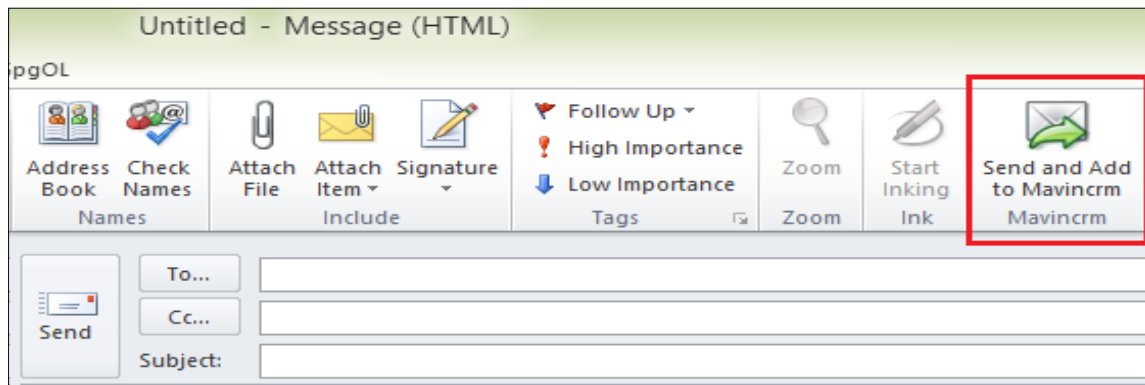 Untitled - Message (HTML)
pgOL
Address Book
Check Names
Attach File
Attach Item
Signature
Follow Up
High Importance
Low Importance
Zoom
Start Inking
Send and Add to Mavincrm
Names
Include
Tags
Zoom
Ink
Mavincrm
Send
To...
Cc...
Subject: